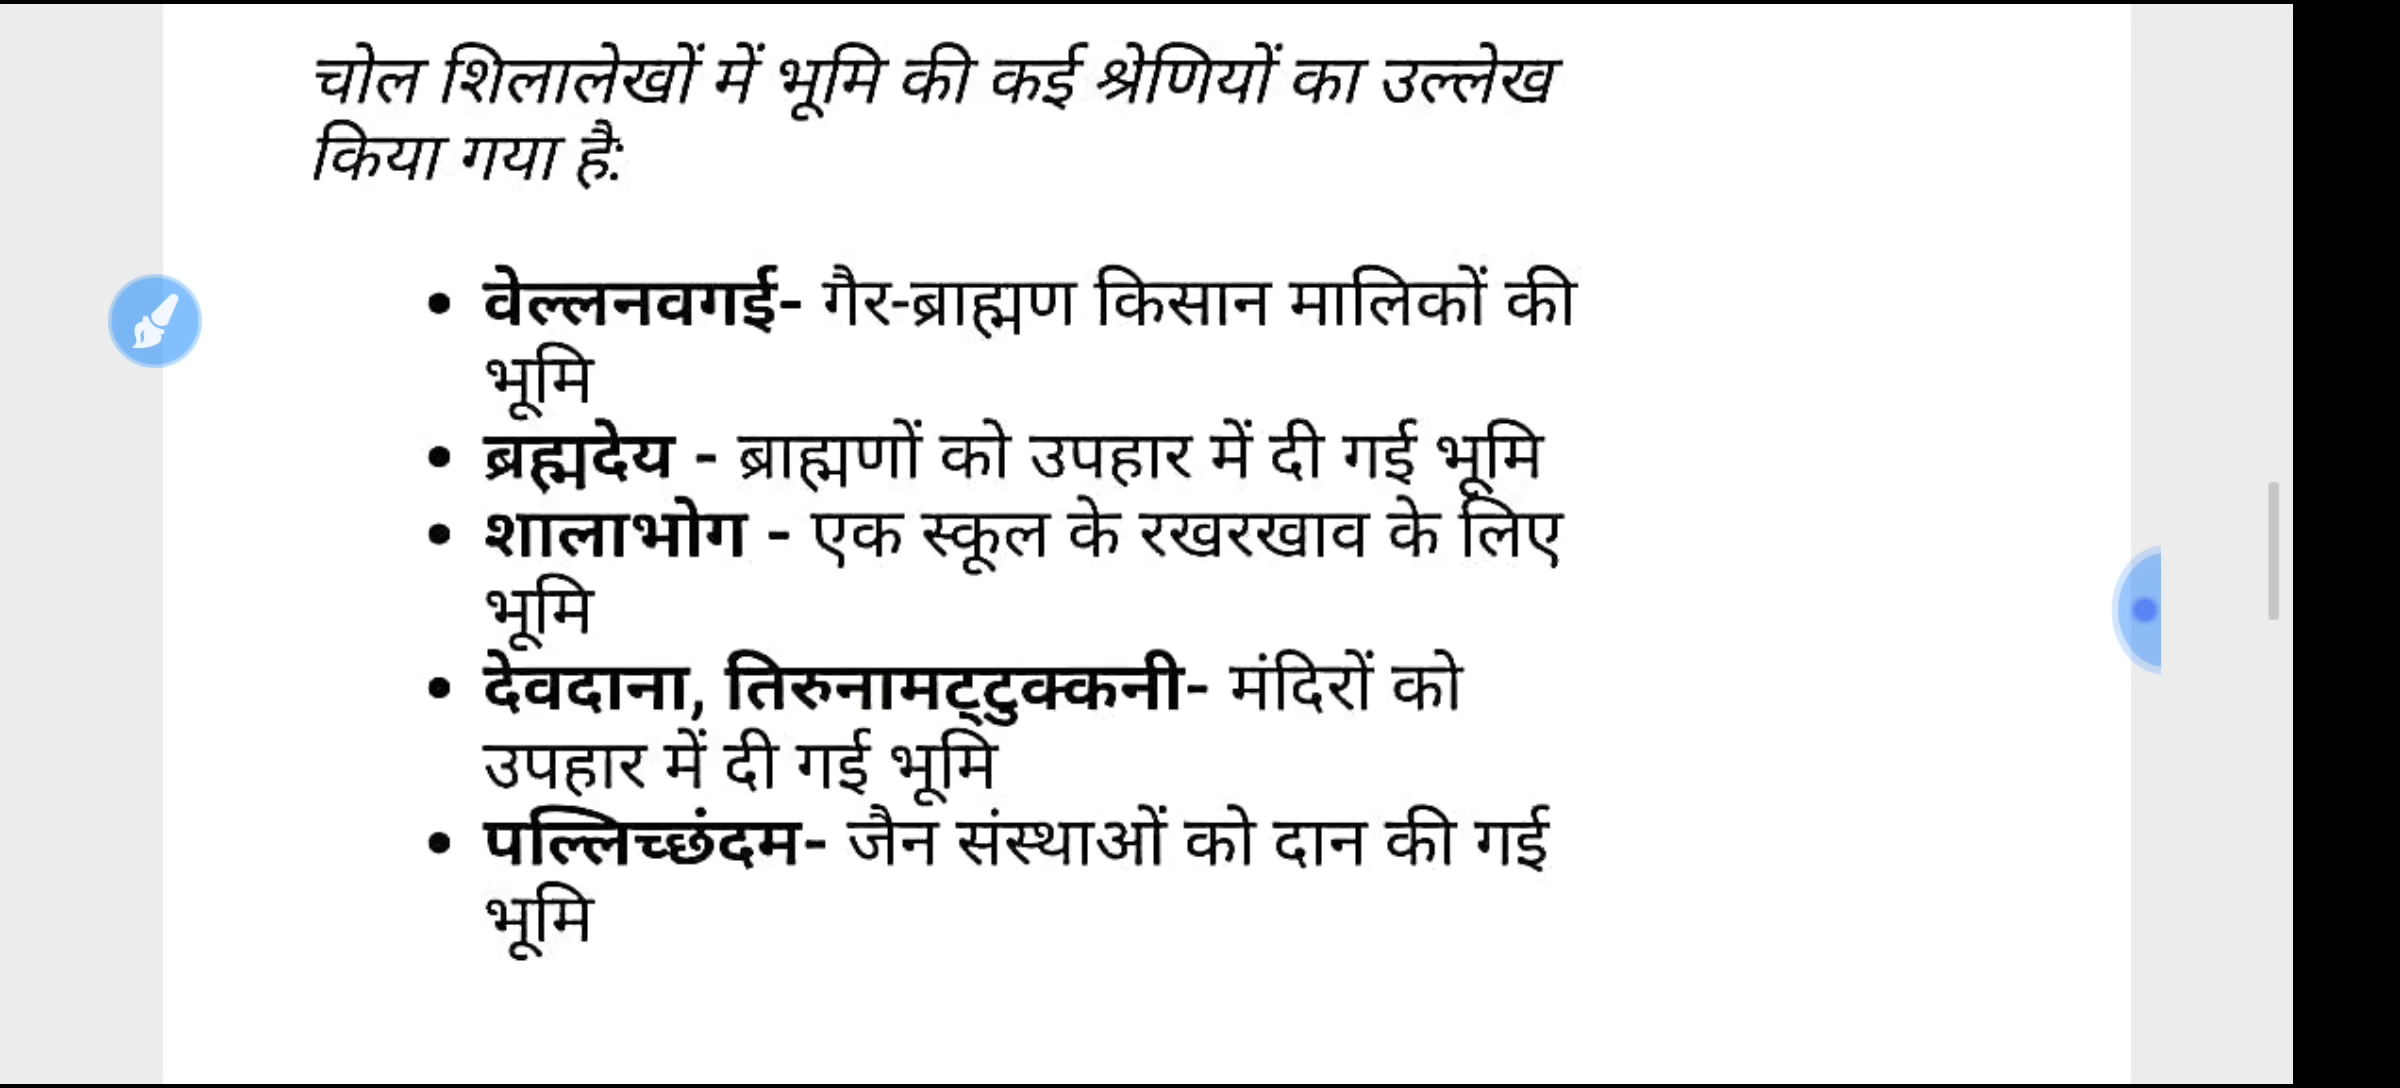 चोल शिलालेखों में भूमि की कई श्रेणियों का उल्लेख
किया गया है:
• वेल्लनवगई- गैर-ब्राह्मण किसान मालिकों की
भूमि
• ब्रह्मदेय - ब्राह्मणों को उपहार में दी गई भूमि
• शालाभोग - एक स्कूल के रखरखाव के लिए
भूमि
• देवदाना, तिरुनामट्टुक्कनी- मंदिरों को
उपहार में दी गई भूमि
• पल्लिच्छंदम- जैन संस्थाओं को दान की गई
भूमि